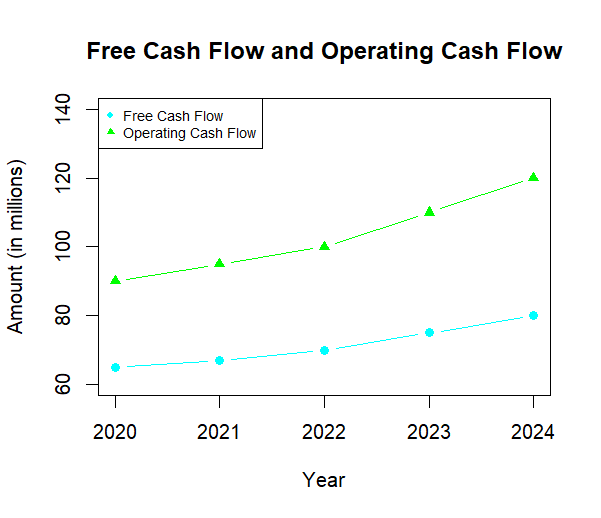 Free Cash Flow and Operating Cash Flow
Free Cash Flow
Operating Cash Flow
Amount (in millions)
140
120
100
80
60
2020 2021 2022 2023 2024
Year